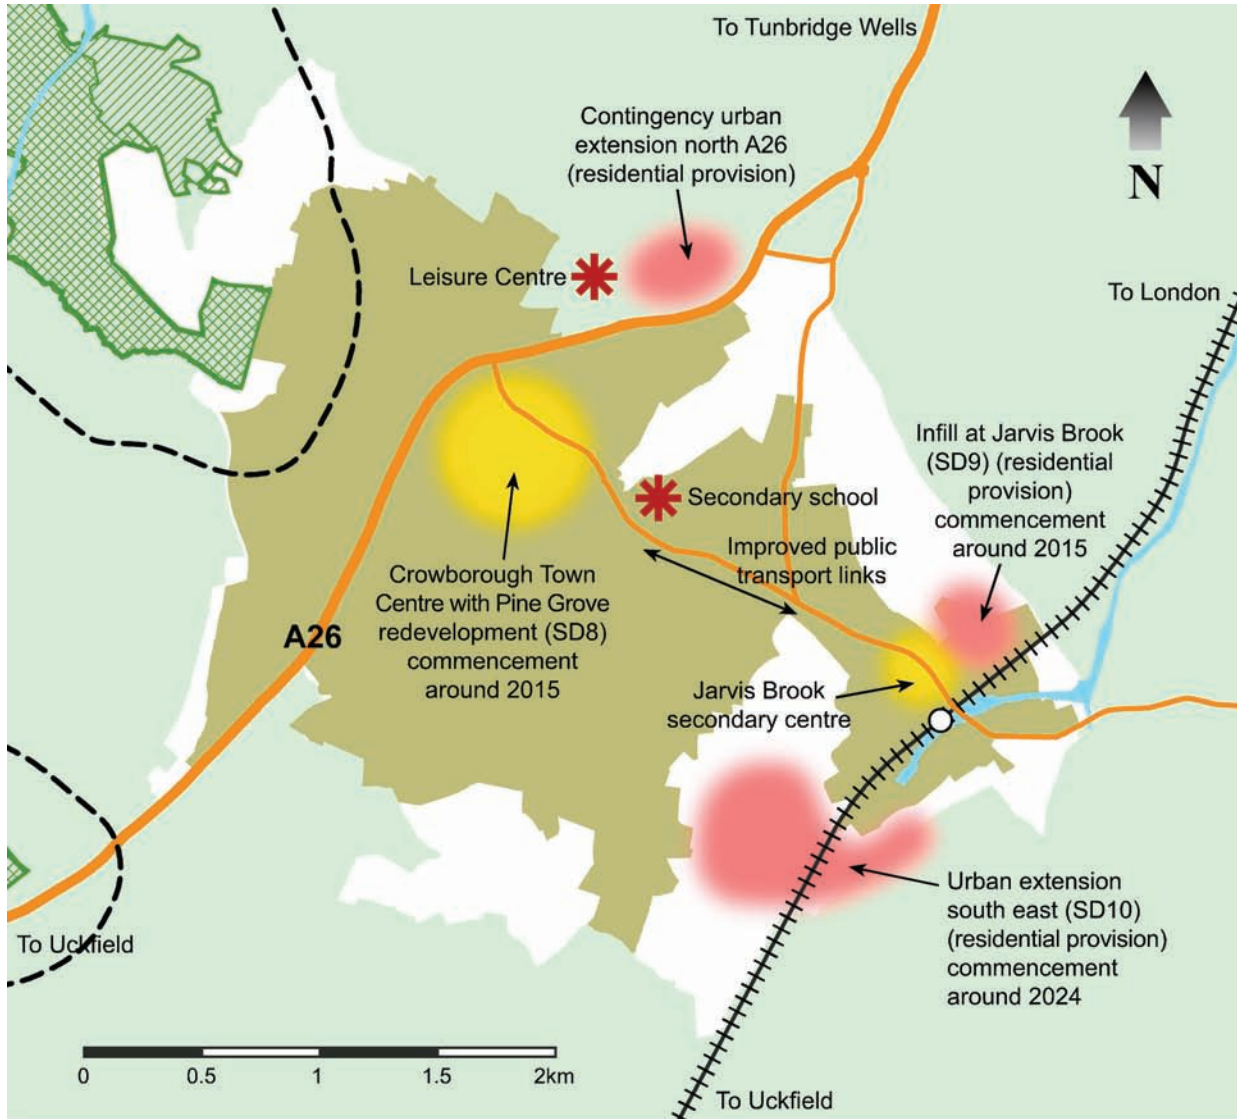 To Tunbridge Wells
Contingency urban
extension north A26
(residential provision)
N
Leisure Centre
To London
Infill at Jarvis Brook
(SD9) (residential
provision)
commencement
around 2015
Secondary school
Improved public
transport links
Crowborough Town
Centre with Pine Grove
redevelopment (SD8)
commencement
around 2015
A26
Jarvis Brook
secondary centre
Urban extension
south east (SD10)
(residential provision)
commencement
around 2024
To Uckfield
0 0.5 1 1.5 2km
To Uckfield